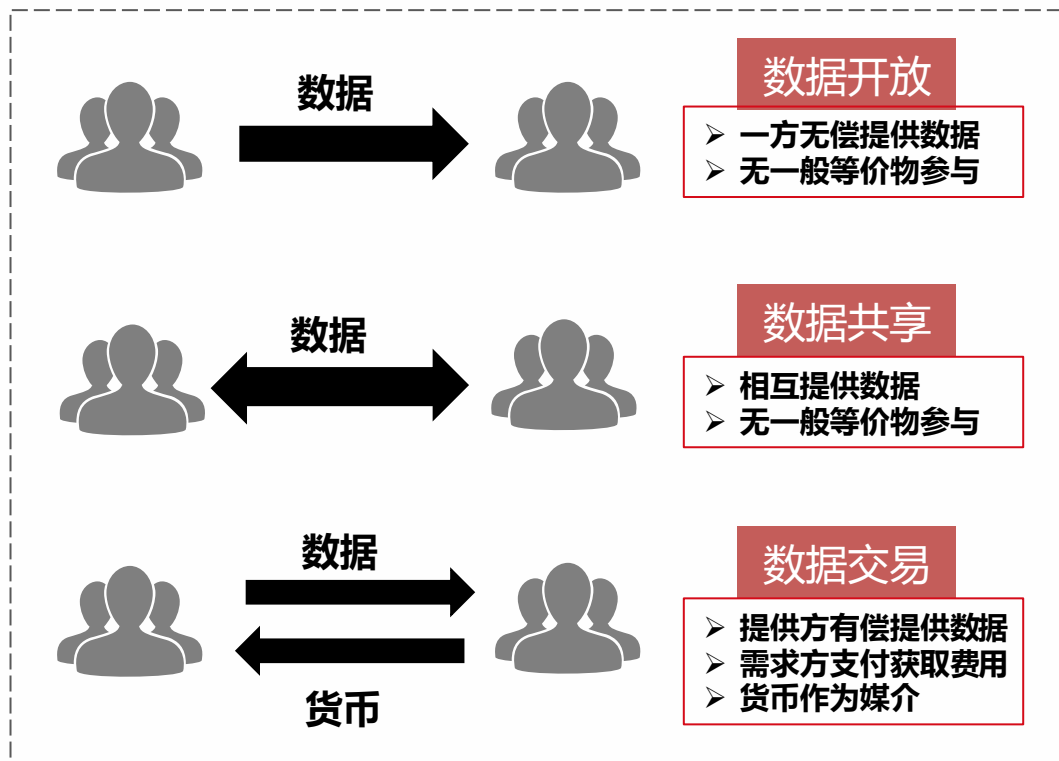 数据
数据开放
➢ 一方无偿提供数据
➢ 无一般等价物参与
数据
数据共享
➢ 相互提供数据
➢ 无一般等价物参与
数据
货币
数据交易
➢ 提供方有偿提供数据
➢ 需求方支付获取费用
➢ 货币作为媒介